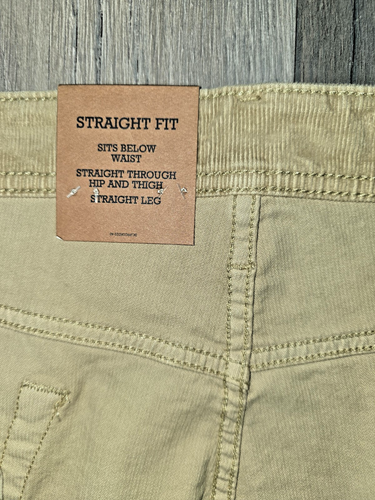 STRAIGHT FIT
SITS BELOW
WAIST
STRAIGHT THROUGH
HIP AND THIGH
STRAIGHT LEG